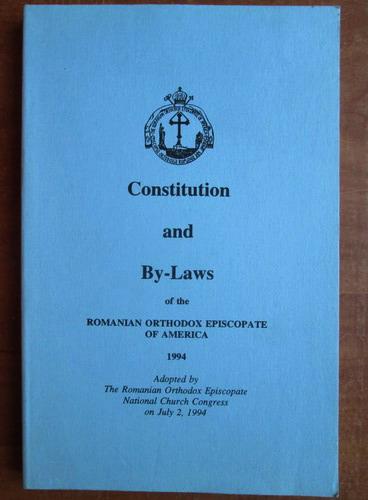 Constitution
and
By-Laws
of the
ROMANIAN ORTHODOX EPISCOPATE
OF AMERICA
1994
Adopted by
The Romanian Orthodox Episcopate
National Church Congress
on July 2, 1994